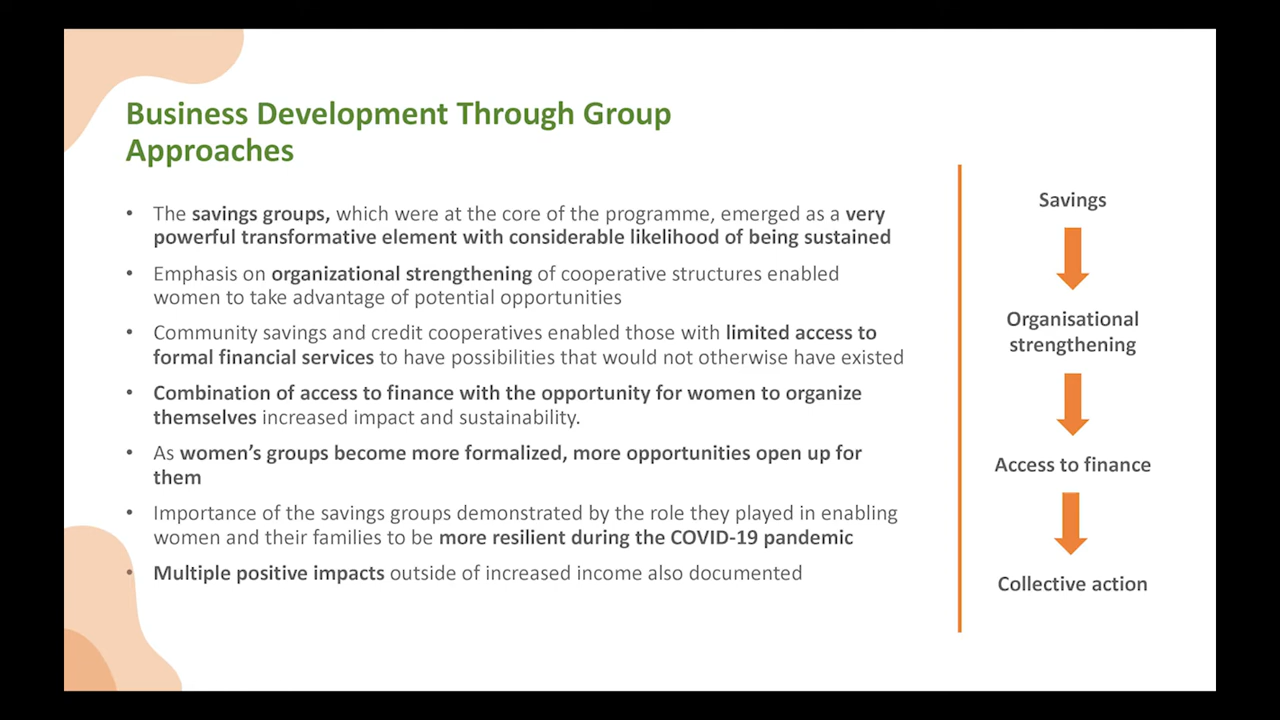 Business Development Through Group
Approaches
• The savings groups, which were at the core of the programme, emerged as a very
powerful transformative element with considerable likelihood of being sustained
• Emphasis on organizational strengthening of cooperative structures enabled
women to take advantage of potential opportunities
• Community savings and credit cooperatives enabled those with limited access to
formal financial services to have possibilities that would not otherwise have existed
• Combination of access to finance with the opportunity for women to organize
themselves increased impact and sustainability.
• As women’s groups become more formalized, more opportunities open up for
them
• Importance of the savings groups demonstrated by the role they played in enabling
women and their families to be more resilient during the COVID-19 pandemic
• Multiple positive impacts outside of increased income also documented
Savings
Organisational
strengthening
Access to finance
Collective action